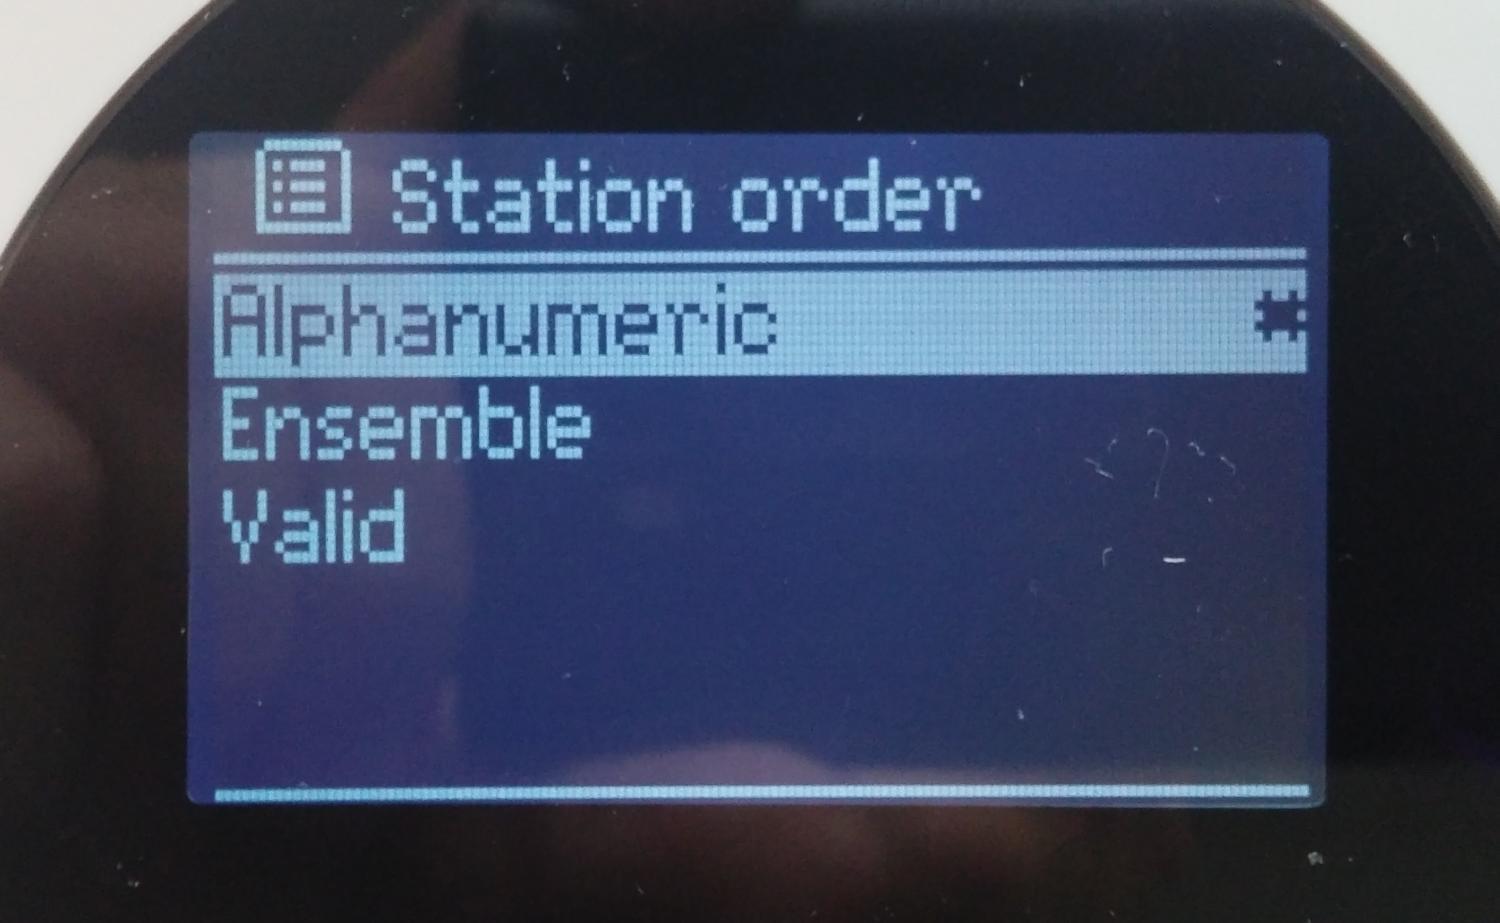 Station order
Alphanumeric *
Ensemble
Valid